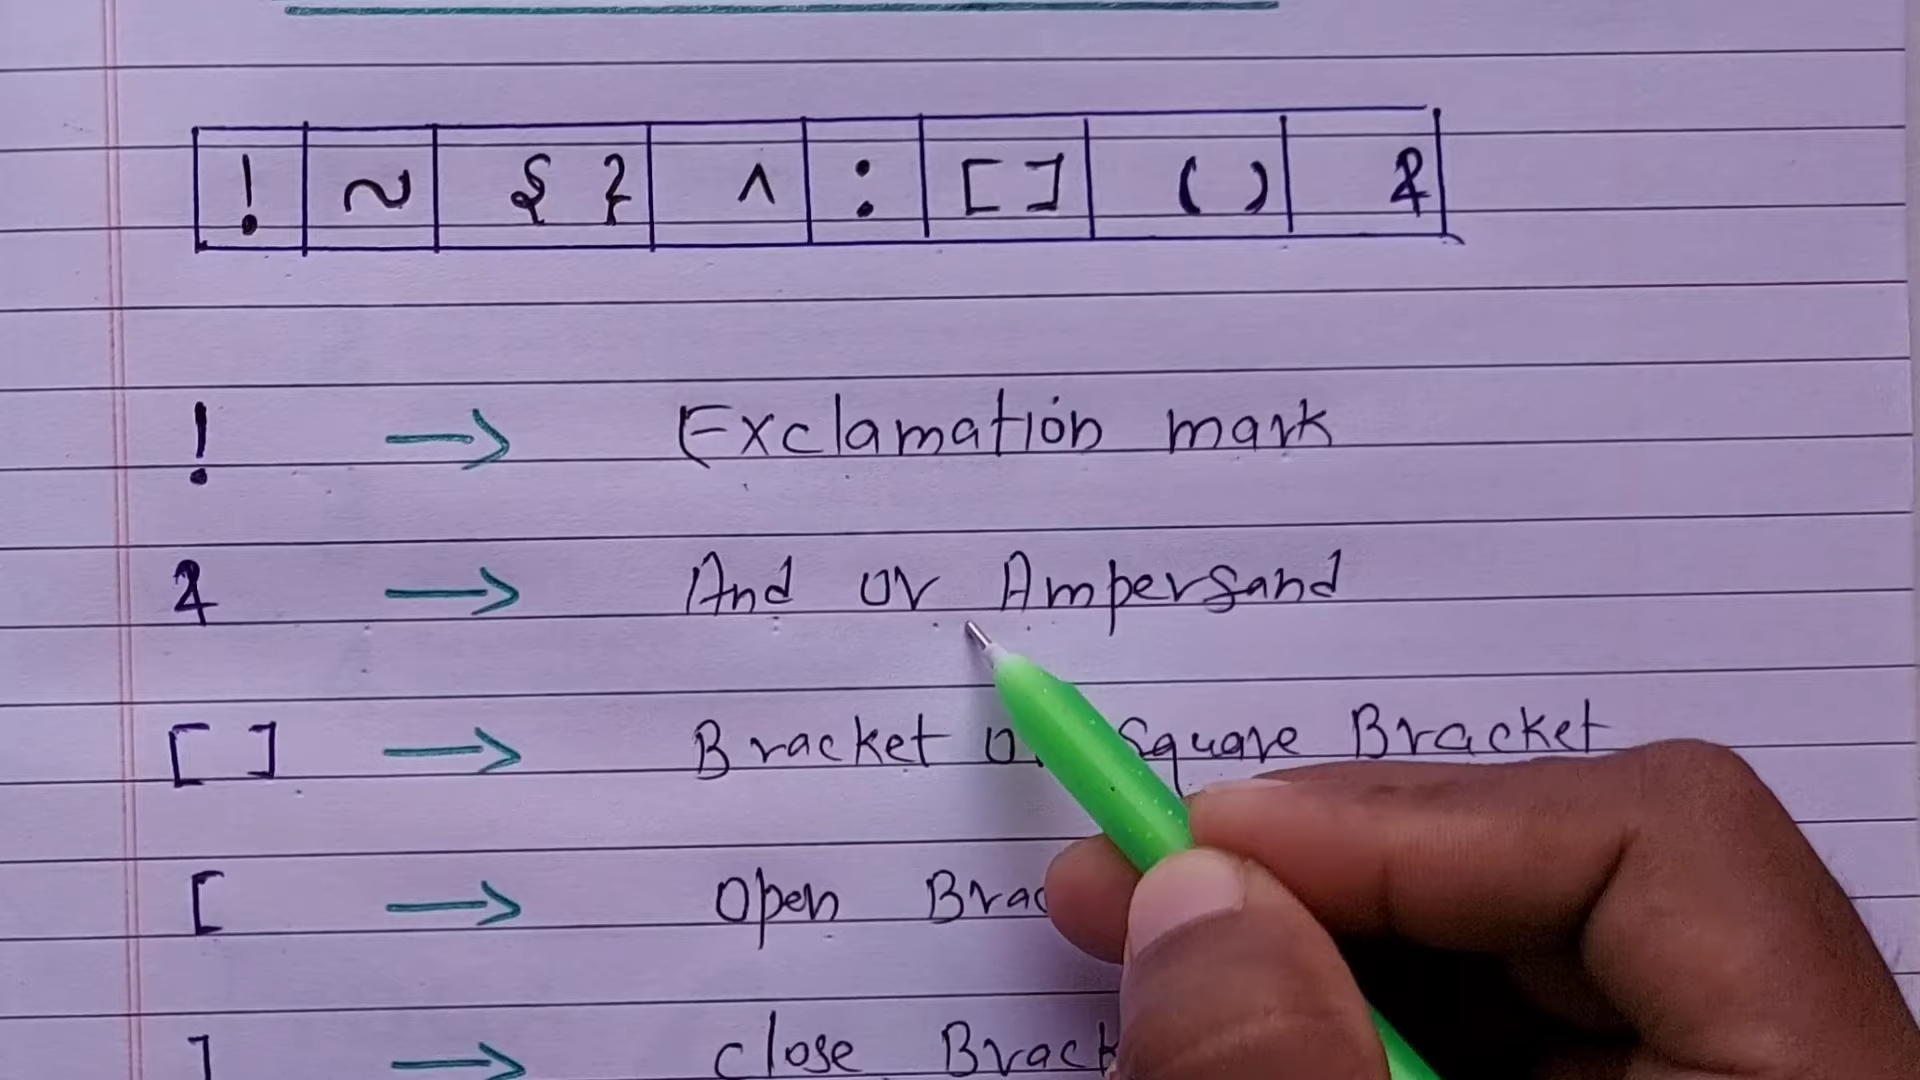 ! ~ { } ^ : [ ] ( ) &
! → Exclamation mark
& → And or Ampersand
[ ] → Bracket Square Bracket
[ → Open
] → close